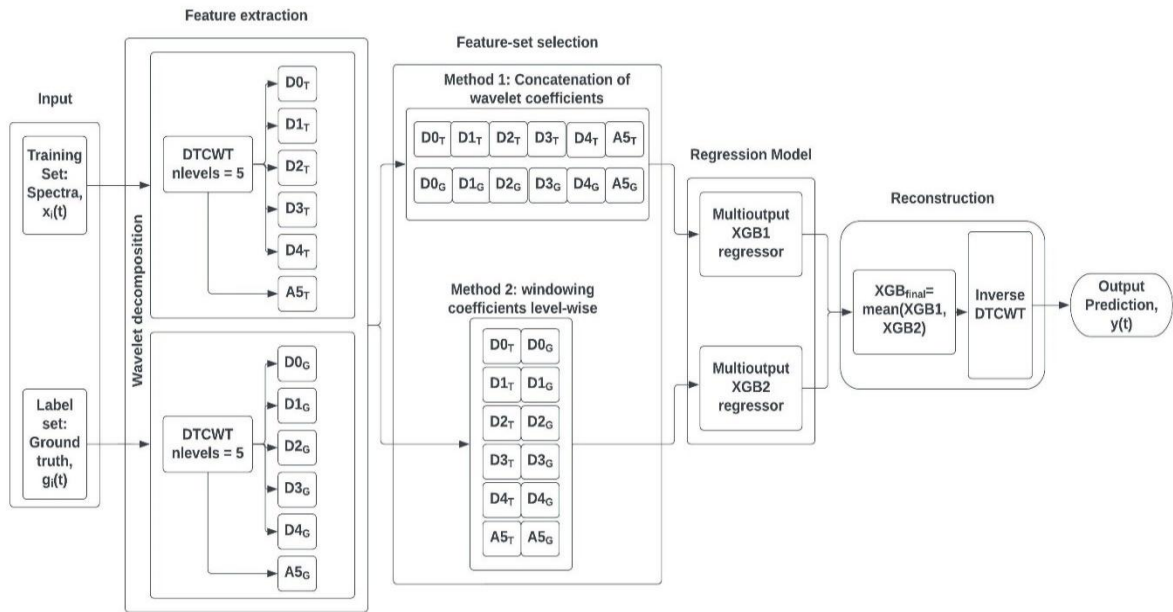 Input
Training
Set:
Spectra,
xᵢ(t)
Label
set:
Ground
truth,
gᵢ(t)
Feature extraction
Wavelet decomposition
DTCWT
nlevels = 5
D0T
D1T
D2T
D3T
D4T
A5T
DTCWT
nlevels = 5
D0G
D1G
D2G
D3G
D4G
A5G
Feature-set selection
Method 1: Concatenation of
wavelet coefficients
D0T D1T D2T D3T D4T A5T
D0G D1G D2G D3G D4G A5G
Method 2: windowing
coefficients level-wise
D0T D0G
D1T D1G
D2T D2G
D3T D3G
D4T D4G
A5T A5G
Regression Model
Multioutput
XGB1
regressor
Multioutput
XGB2
regressor
Reconstruction
XGBfinal=
mean(XGB1,
XGB2)
Inverse
DTCWT
Output
Prediction,
y(t)